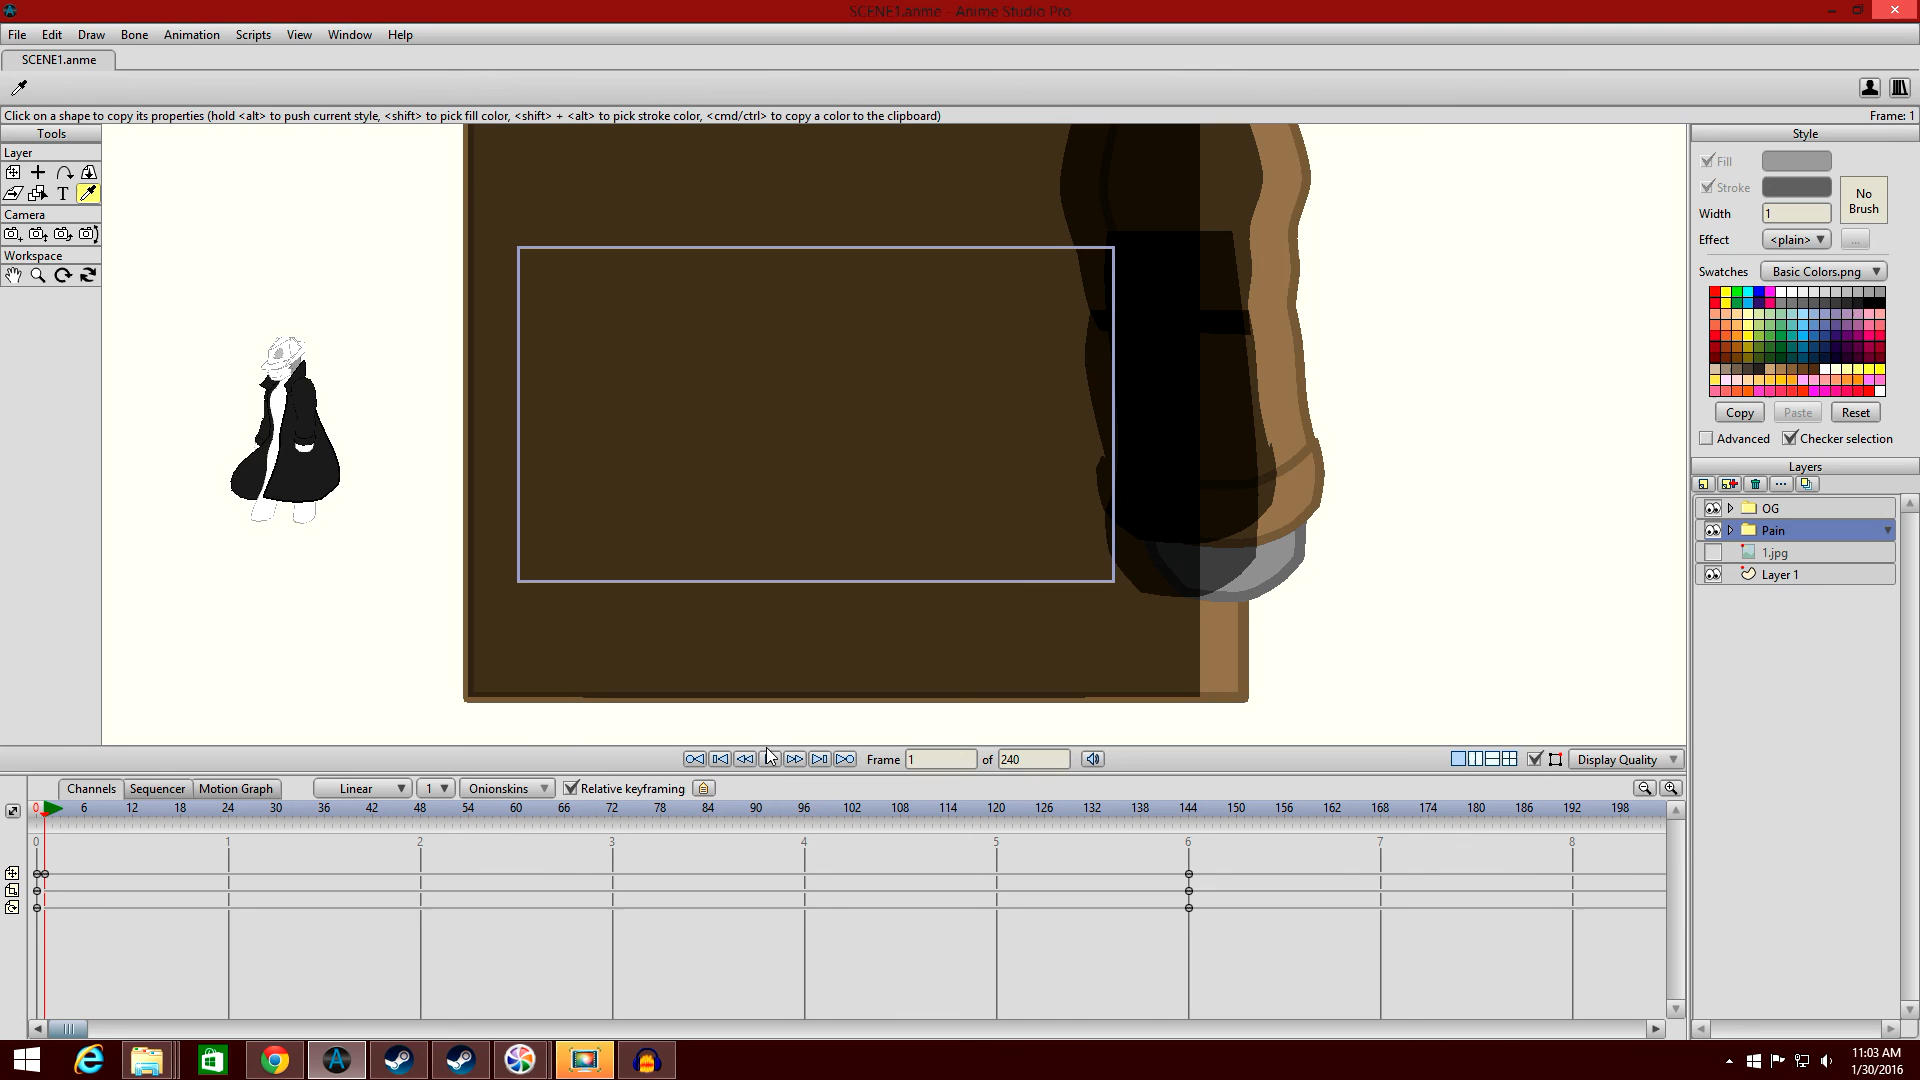 SCENE1.anme - Anime Studio Pro
File Edit Draw Bone Animation Scripts View Window Help
SCENE1.anme
Click on a shape to copy its properties (hold <alt> to push current style, <shift> to pick fill color, <shift> + <alt> to pick stroke color, <cmd/ctrl> to copy a color to the clipboard)
Frame: 1
Tools
Layer
T
Camera
Workspace
Style
Fill
Stroke
No Brush
Width 1
Effect <plain> ...
Swatches Basic Colors.png
Copy Paste Reset
Advanced Checker selection
Layers
OG
Pain
1.jpg
Layer 1
Frame 1 of 240
Display Quality
Channels Sequencer Motion Graph Linear 1 Onionskins Relative keyframing
0 6 12 18 24 30 36 42 48 54 60 66 72 78 84 90 96 102 108 114 120 126 132 138 144 150 156 162 168 174 180 186 192 198
0 1 2 3 4 5 6 7 8
11:03 AM
1/30/2016